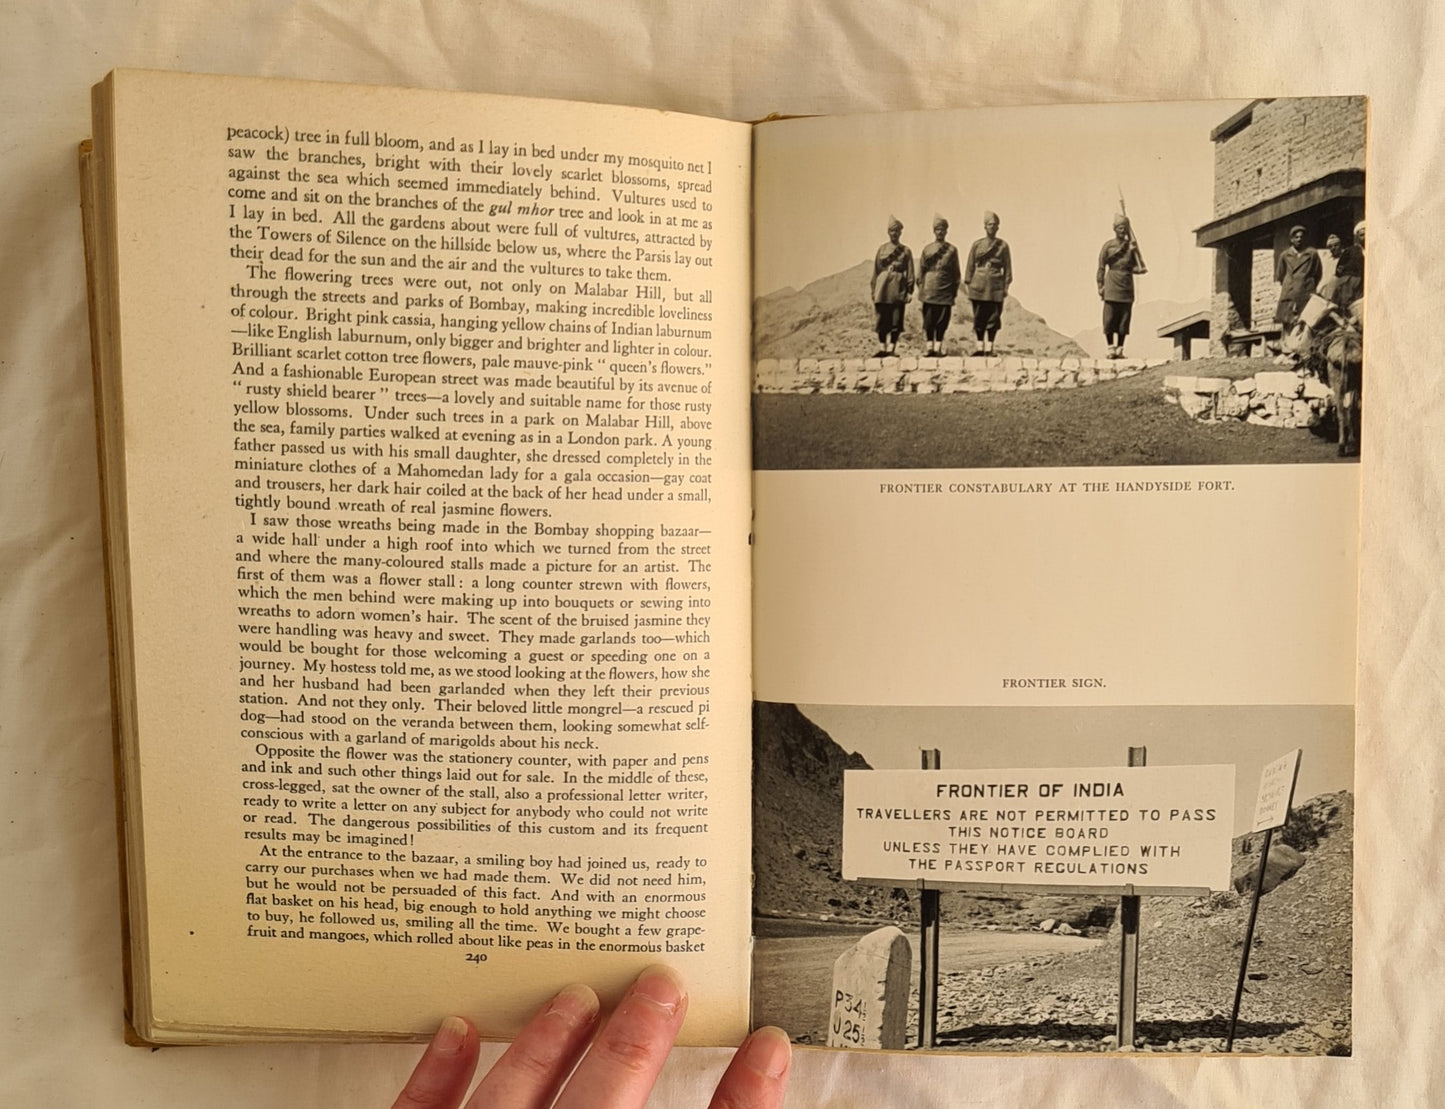 peacock) tree in full bloom, and as I lay in bed under my mosquito net I
saw the branches, bright with their lovely scarlet blossoms, spread
against the sea which seemed immediately behind. Vultures used to
come and sit on the branches of the gul mhor tree and look in at me as
I lay in bed. All the gardens about were full of vultures, attracted by
the Towers of Silence on the hillside below us, where the Parsis lay out
their dead for the sun and the air and the vultures to take them.
The flowering trees were out, not only on Malabar Hill, but all
through the streets and parks of Bombay, making incredible loveliness
of colour. Bright pink cassia, hanging yellow chains of Indian laburnum
—like English laburnum, only bigger and brighter and lighter in colour.
Brilliant scarlet cotton tree flowers, pale mauve-pink “ queen's flowers.”
And a fashionable European street was made beautiful by its avenue of
“ rusty shield bearer ” trees—a lovely and suitable name for those rusty
yellow blossoms. Under such trees in a park on Malabar Hill, above
the sea, family parties walked at evening as in a London park. A young
father passed us with his small daughter, she dressed completely in the
miniature clothes of a Mahomedan lady for a gala occasion—gay coat
and trousers, her dark hair coiled at the back of her head under a small,
tightly bound wreath of real jasmine flowers.
I saw those wreaths being made in the Bombay shopping bazaar—
a wide hall under a high roof into which we turned from the street
and where the many-coloured stalls made a picture for an artist. The
first of them was a flower stall : a long counter strewn with flowers,
which the men behind were making up into bouquets or sewing into
wreaths to adorn women's hair. The scent of the bruised jasmine they
were handling was heavy and sweet. They made garlands too—which
would be bought for those welcoming a guest or speeding one on a
journey. My hostess told me, as we stood looking at the flowers, how she
and her husband had been garlanded when they left their previous
station. And not they only. Their beloved little mongrel—a rescued pi
dog—had stood on the veranda between them, looking somewhat self-
conscious with a garland of marigolds about his neck.
Opposite the flower was the stationery counter, with paper and pens
and ink and such other things laid out for sale. In the middle of these,
cross-legged, sat the owner of the stall, also a professional letter writer,
ready to write a letter on any subject for anybody who could not write
or read. The dangerous possibilities of this custom and its frequent
results may be imagined !
At the entrance to the bazaar, a smiling boy had joined us, ready to
carry our purchases when we had made them. We did not need him,
but he would not be persuaded of this fact. And with an enormous
flat basket on his head, big enough to hold anything we might choose
to buy, he followed us, smiling all the time. We bought a few grape-
fruit and mangoes, which rolled about like peas in the enormous basket
240
FRONTIER CONSTABULARY AT THE HANDYSIDE FORT.
FRONTIER SIGN.
FRONTIER OF INDIA
TRAVELLERS ARE NOT PERMITTED TO PASS
THIS NOTICE BOARD
UNLESS THEY HAVE COMPLIED WITH
THE PASSPORT REGULATIONS
P 34
U 25